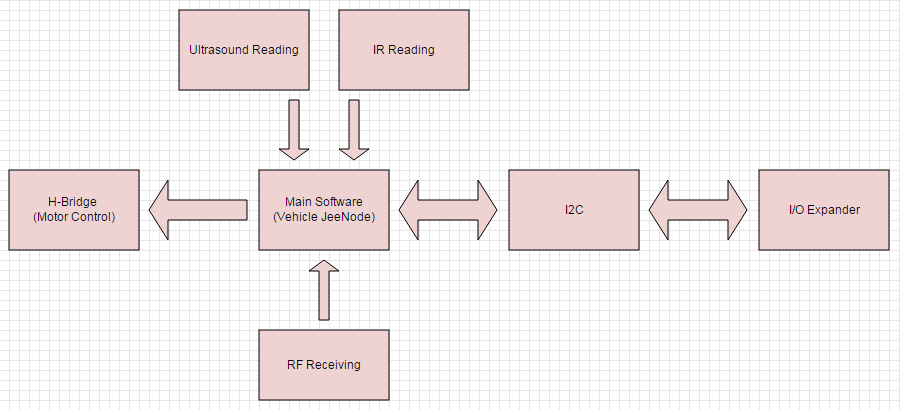 Ultrasound Reading
IR Reading
H-Bridge
(Motor Control)
Main Software
(Vehicle JeeNode)
I2C
I/O Expander
RF Receiving